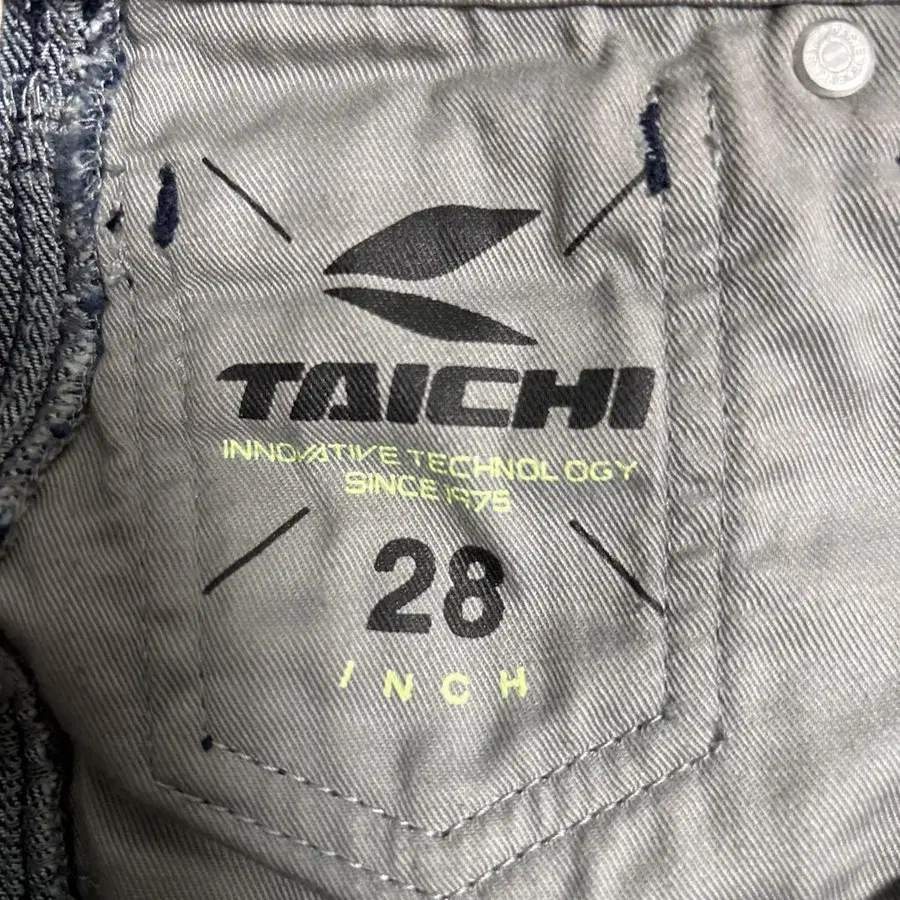 TAICHI
INNOVATIVE TECHNOLOGY
SINCE 1975
28
INCH